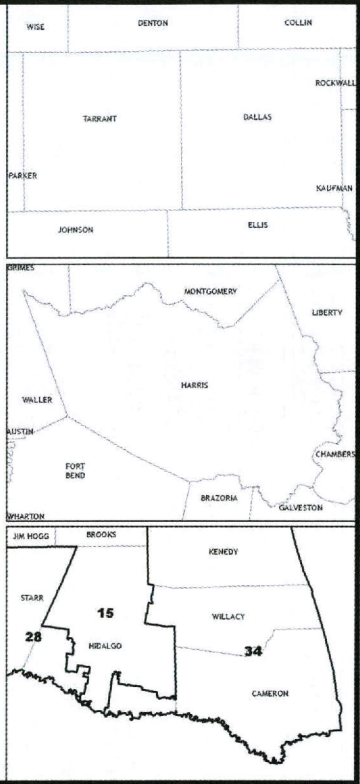 WISE
DENTON
COLLIN
ROCKWALL
TARRANT
DALLAS
PARKER
KAUFMAN
JOHNSON
ELLIS
GRIMES
MONTGOMERY
LIBERTY
HARRIS
WALLER
AUSTIN
CHAMBERS
FORT
BEND
BRAZORIA
GALVESTON
WHARTON
JIM HOGG
BROOKS
KENEDY
STARR
15
WILLACY
28
HIDALGO
34
CAMERON